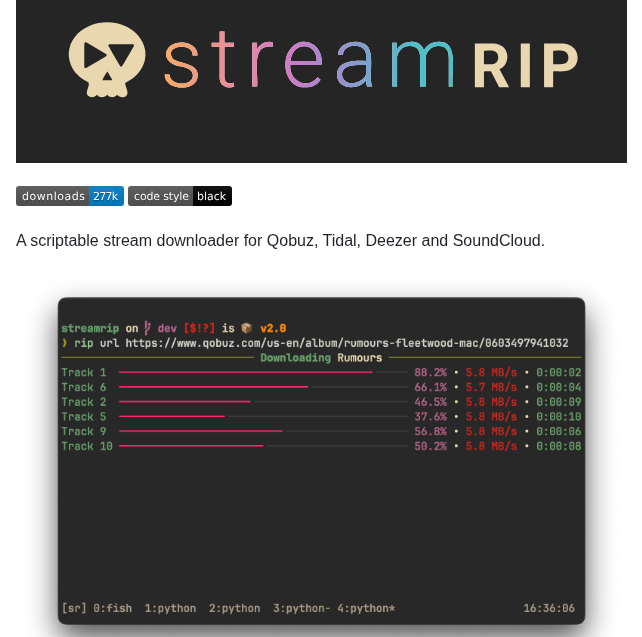 stream RIP
downloads 277k code style black
A scriptable stream downloader for Qobuz, Tidal, Deezer and SoundCloud.
streamrip on dev [$!?] is 📦 v2.0
❯ rip url https://www.qobuz.com/us-en/album/rumours-fleetwood-mac/0603497941032
Downloading Rumours
Track 1 88.2% • 5.8 MB/s • 0:00:02
Track 6 66.1% • 5.7 MB/s • 0:00:04
Track 2 46.5% • 5.8 MB/s • 0:00:09
Track 5 37.6% • 5.8 MB/s • 0:00:10
Track 9 56.8% • 5.8 MB/s • 0:00:06
Track 10 50.2% • 5.8 MB/s • 0:00:08
[sr] 0:fish 1:python 2:python 3:python- 4:python* 16:36:06